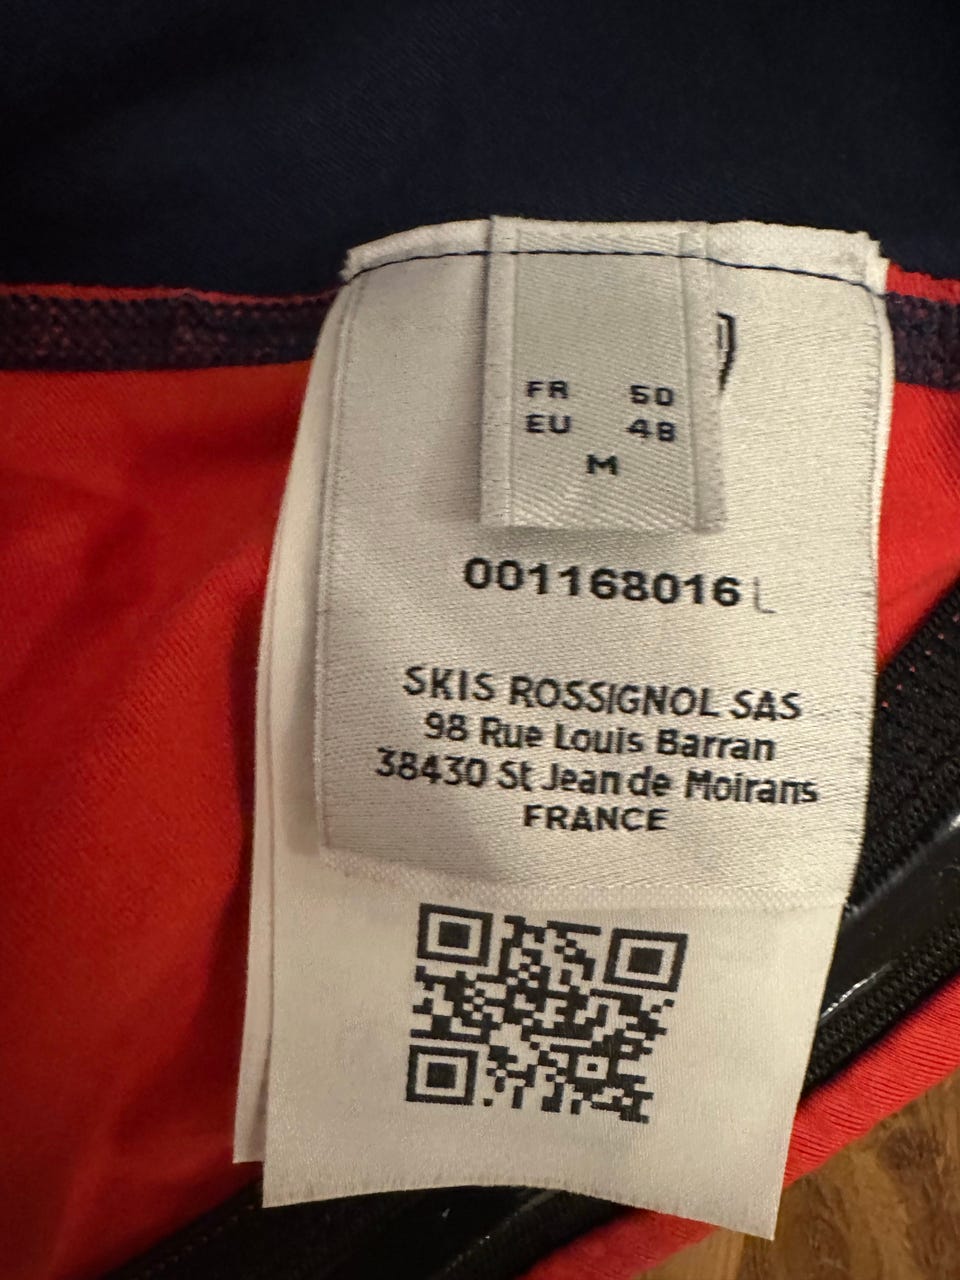 FR 50
EU 48
M
001168016 L
SKIS ROSSIGNOL SAS
98 Rue Louis Barran
38430 St Jean de Moirans
FRANCE